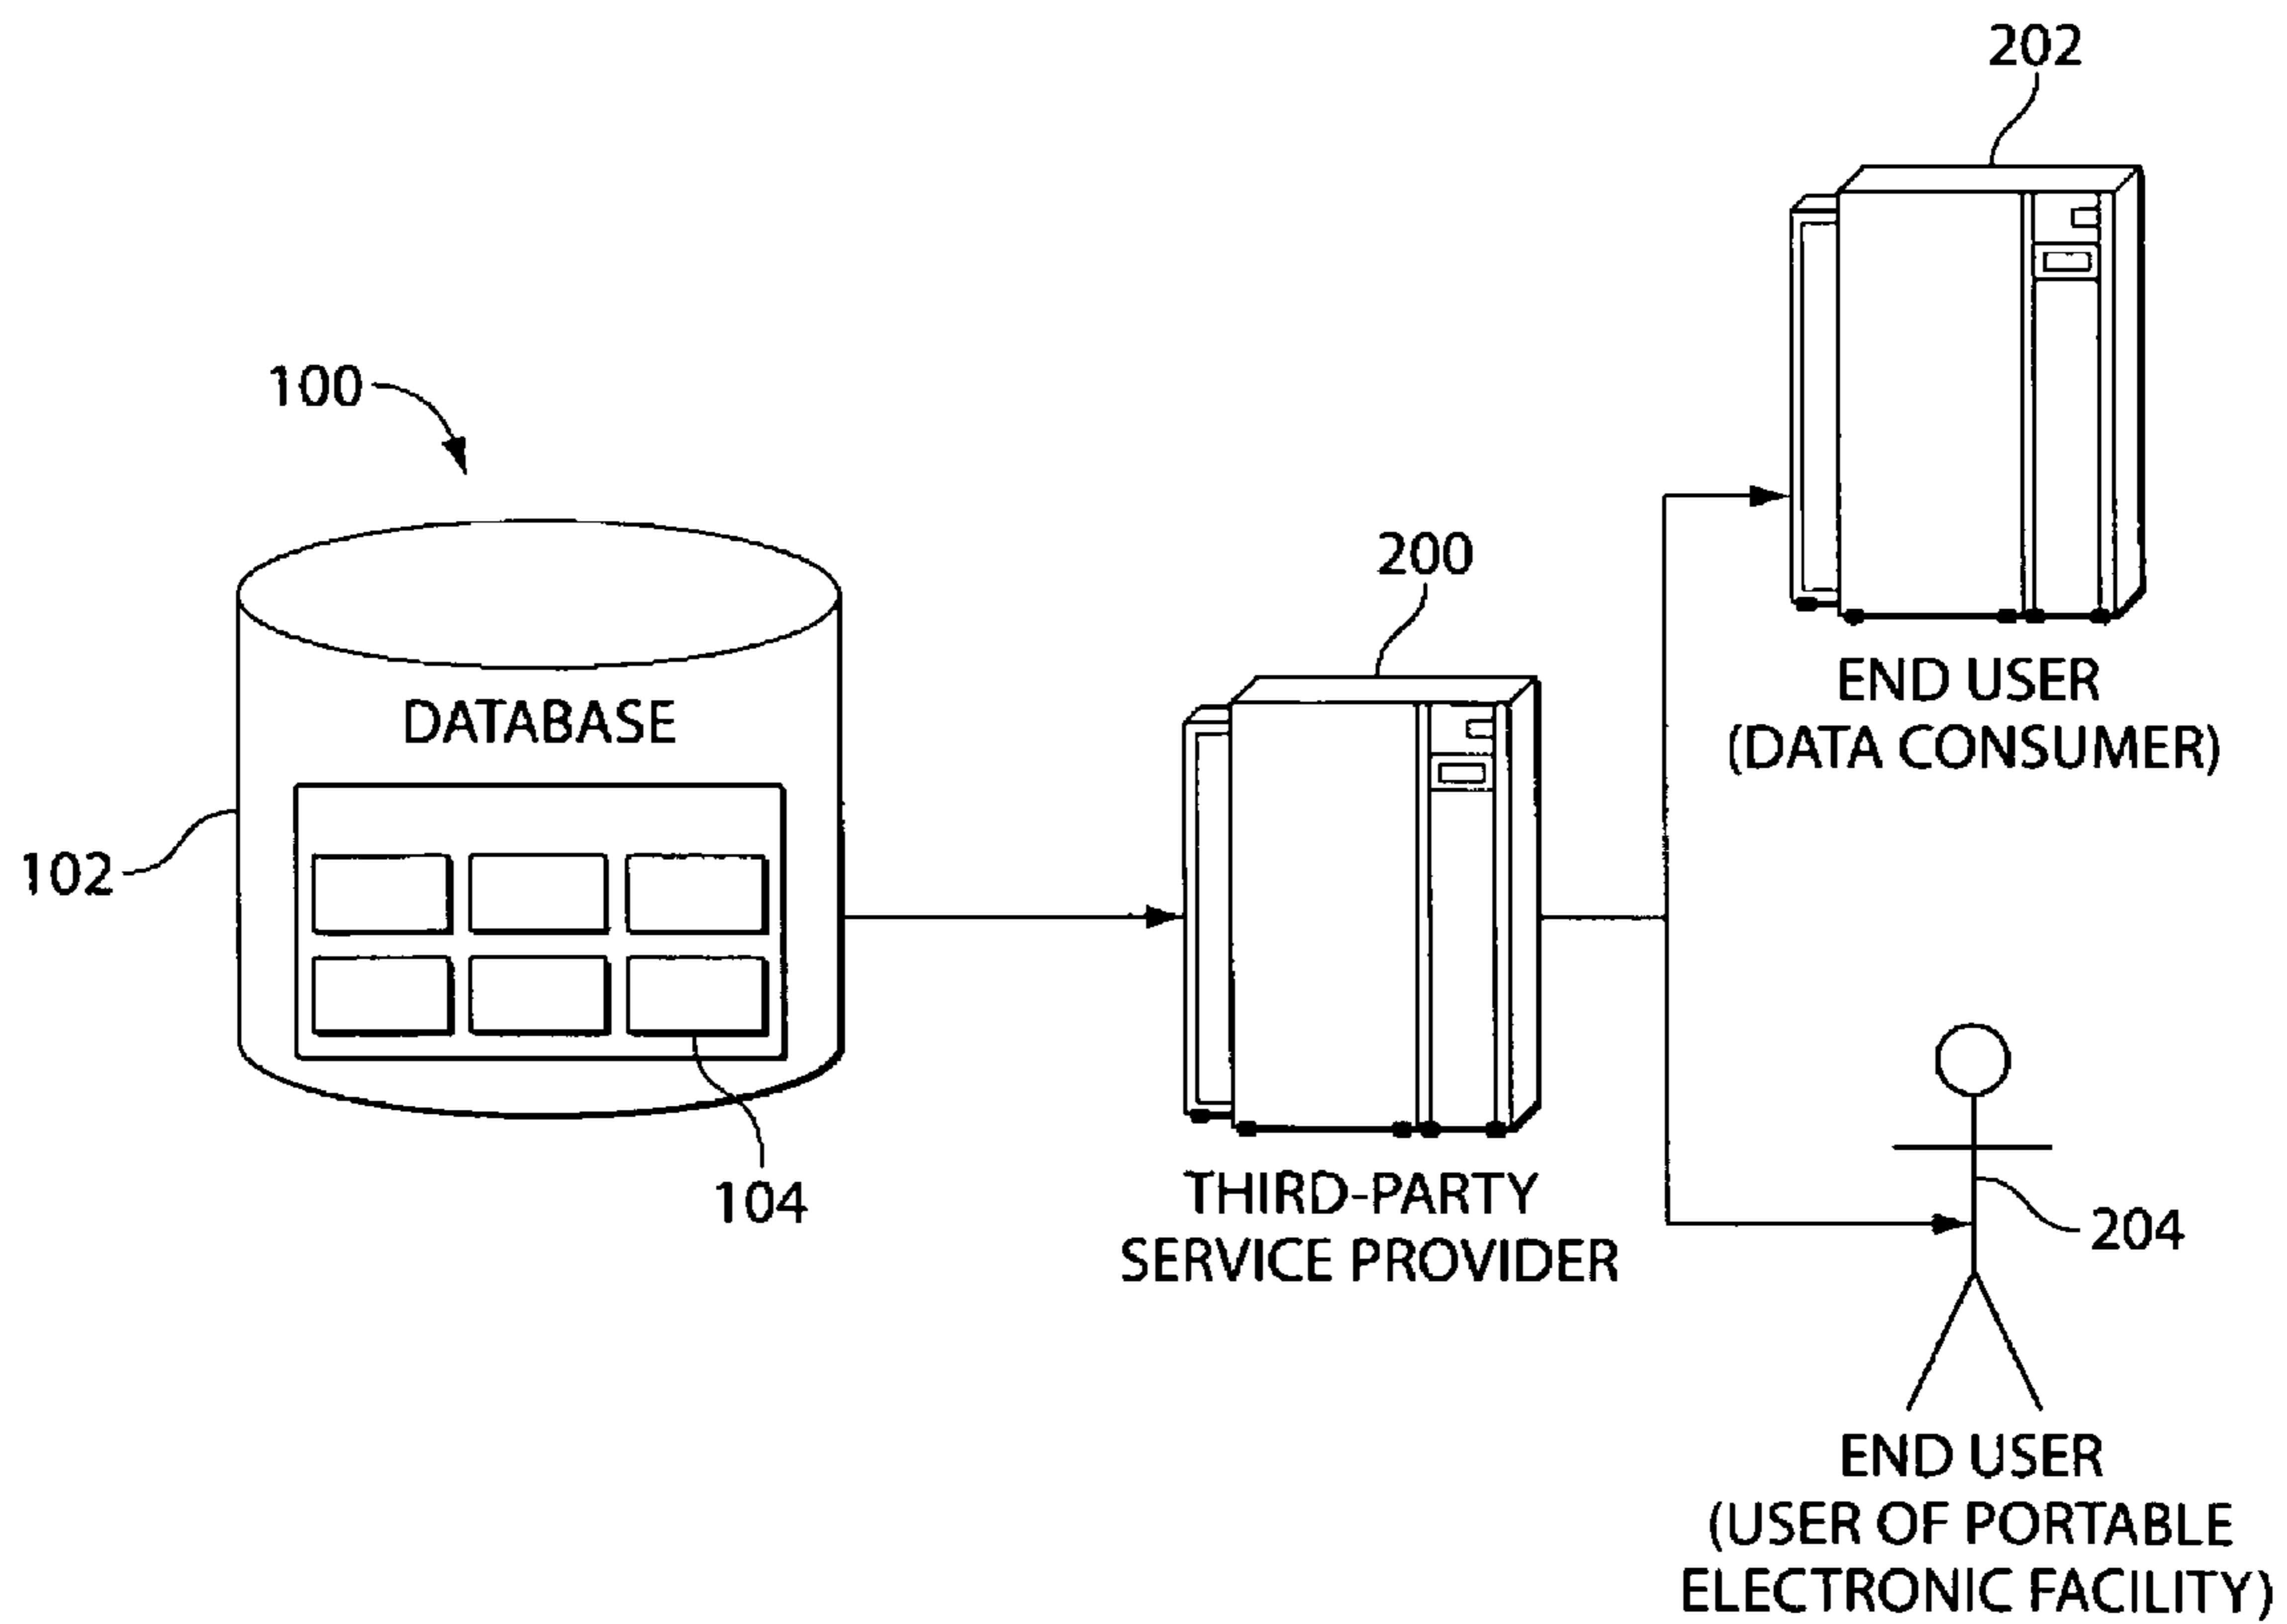 202
100
200
DATABASE
END USER
(DATA CONSUMER)
102
104
THIRD-PARTY
SERVICE PROVIDER
204
END USER
(USER OF PORTABLE
ELECTRONIC FACILITY)